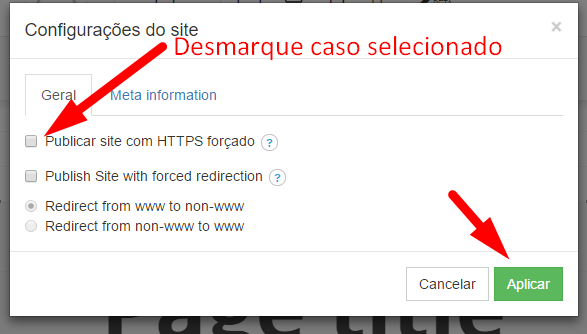 Configurações do site
×
Desmarque caso selecionado
Geral
Meta information
Publicar site com HTTPS forçado ?
Publish Site with forced redirection ?
Redirect from www to non-www
Redirect from non-www to www
Cancelar
Aplicar
Page title